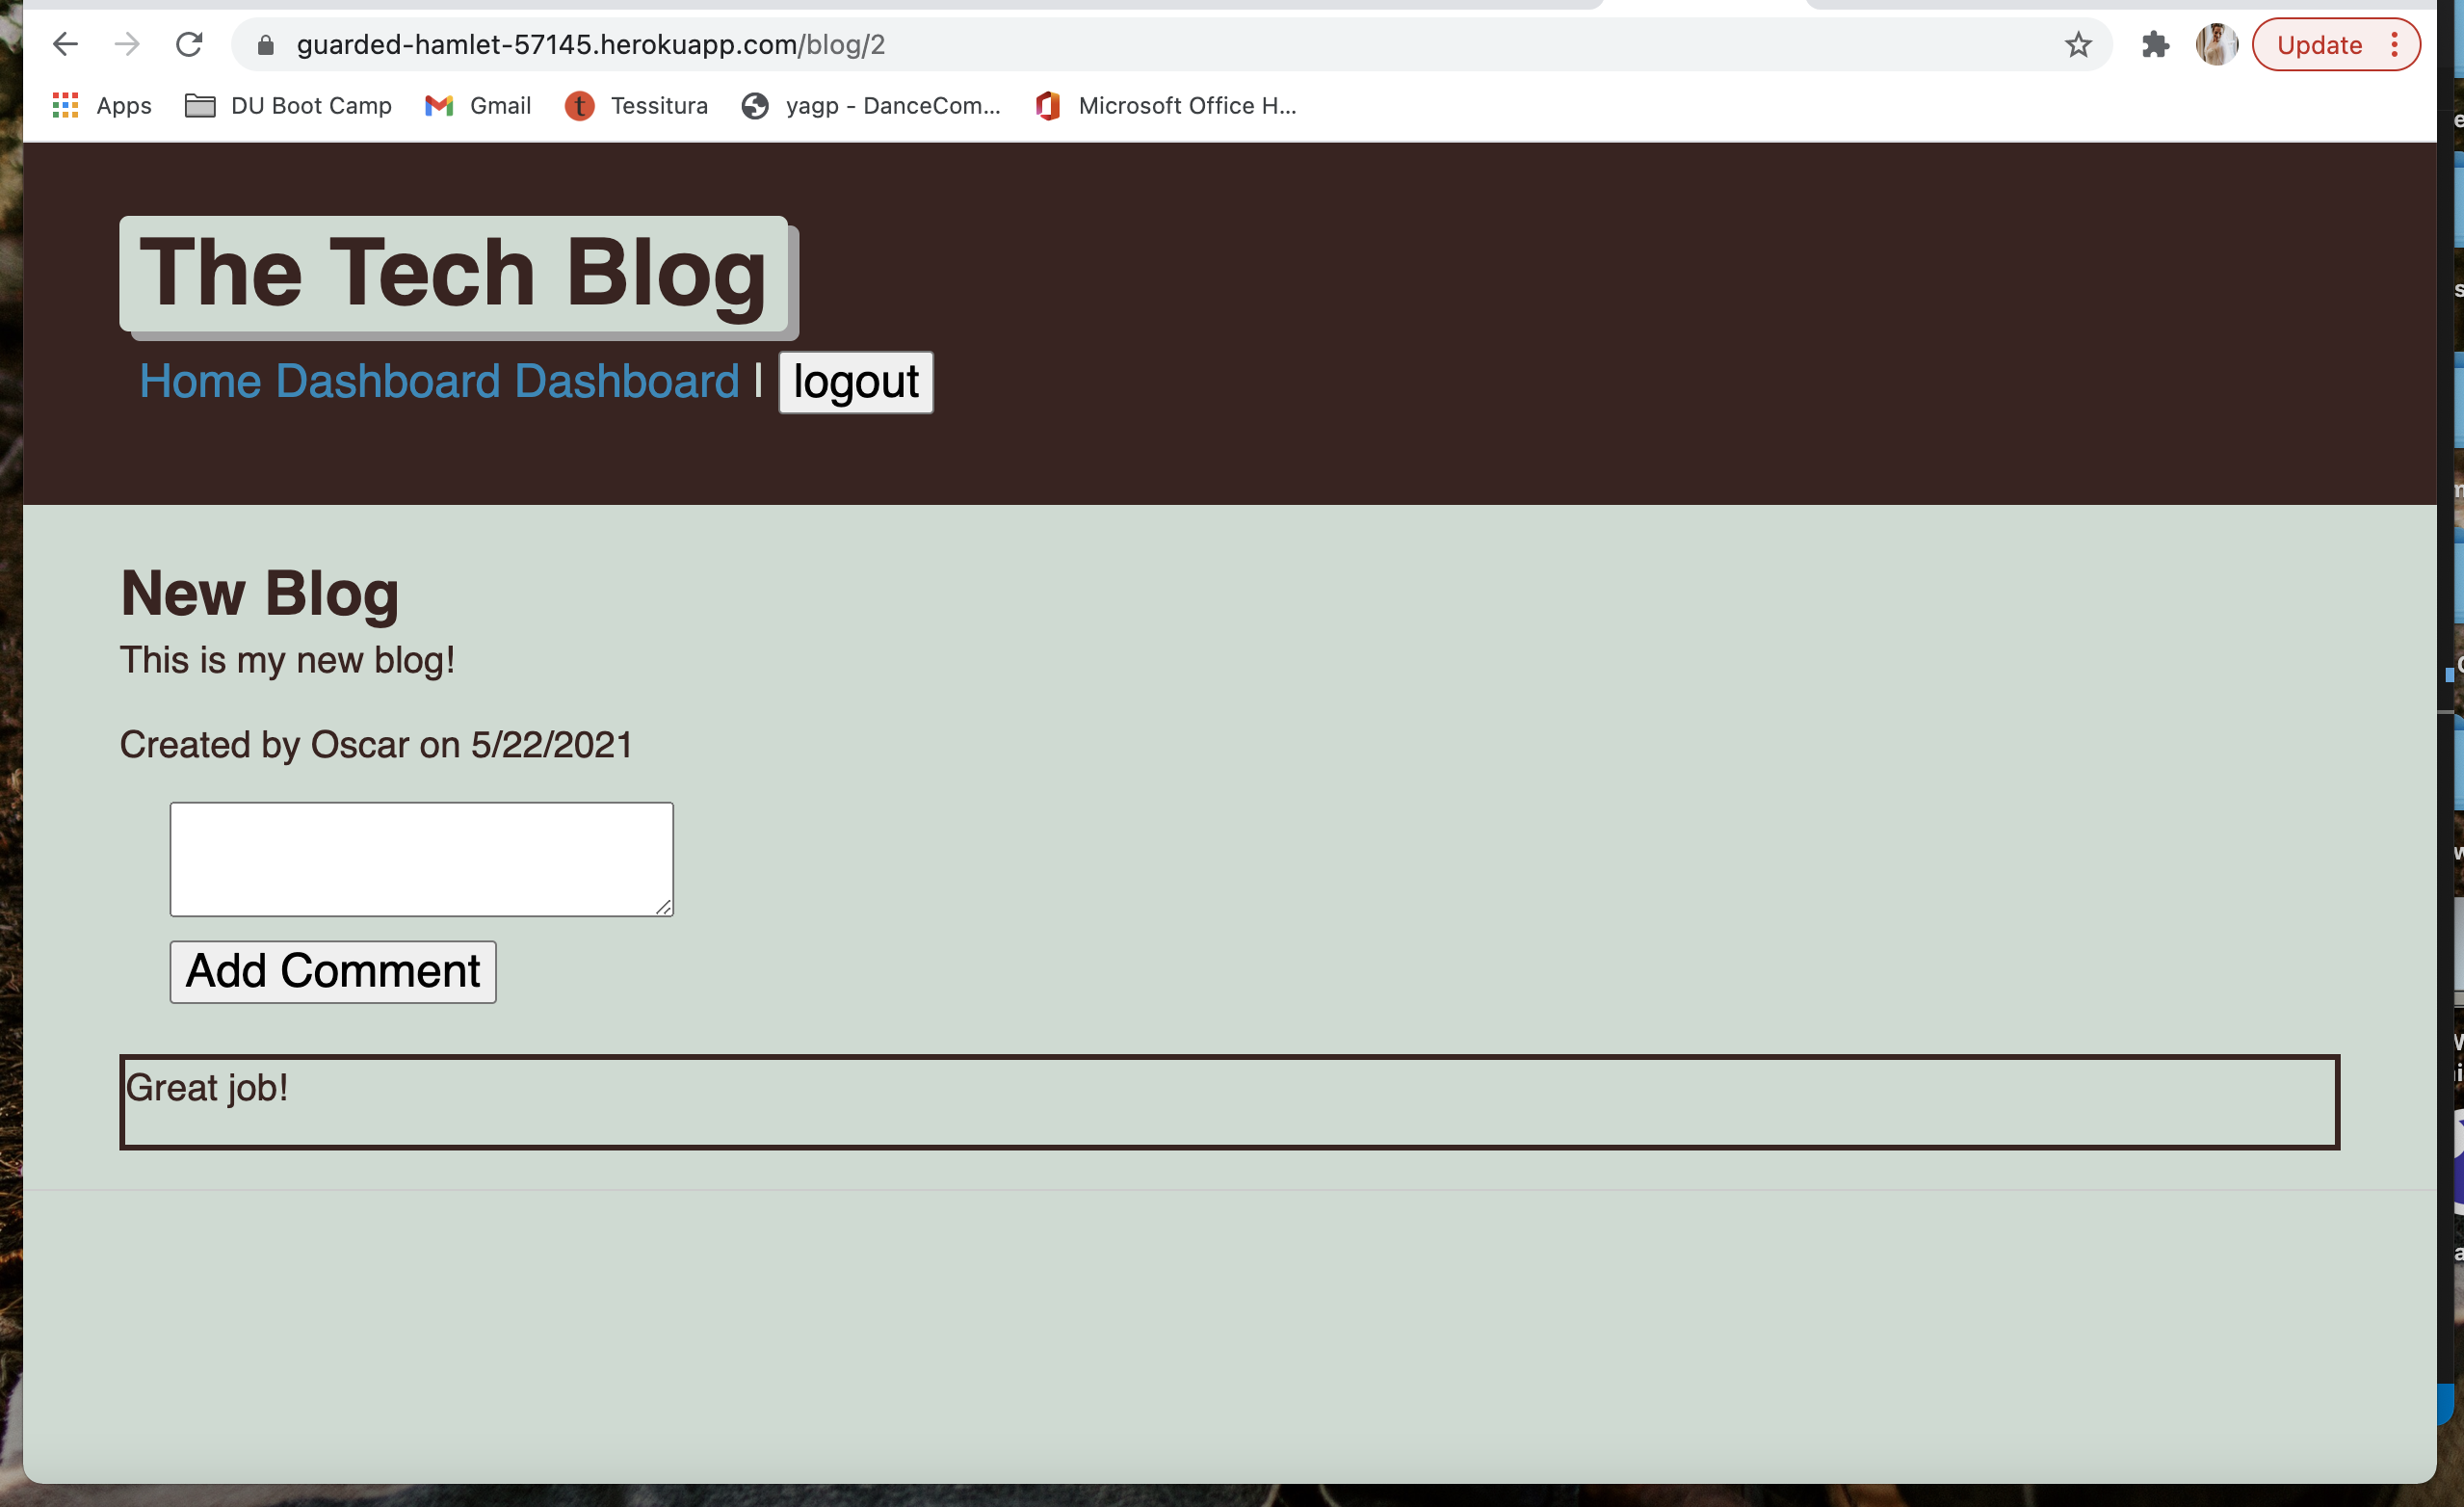 guarded-hamlet-57145.herokuapp.com/blog/2
Update
Apps DU Boot Camp Gmail t Tessitura yagp - DanceCom... Microsoft Office H...
The Tech Blog
Home Dashboard Dashboard | logout
New Blog
This is my new blog!
Created by Oscar on 5/22/2021
Add Comment
Great job!